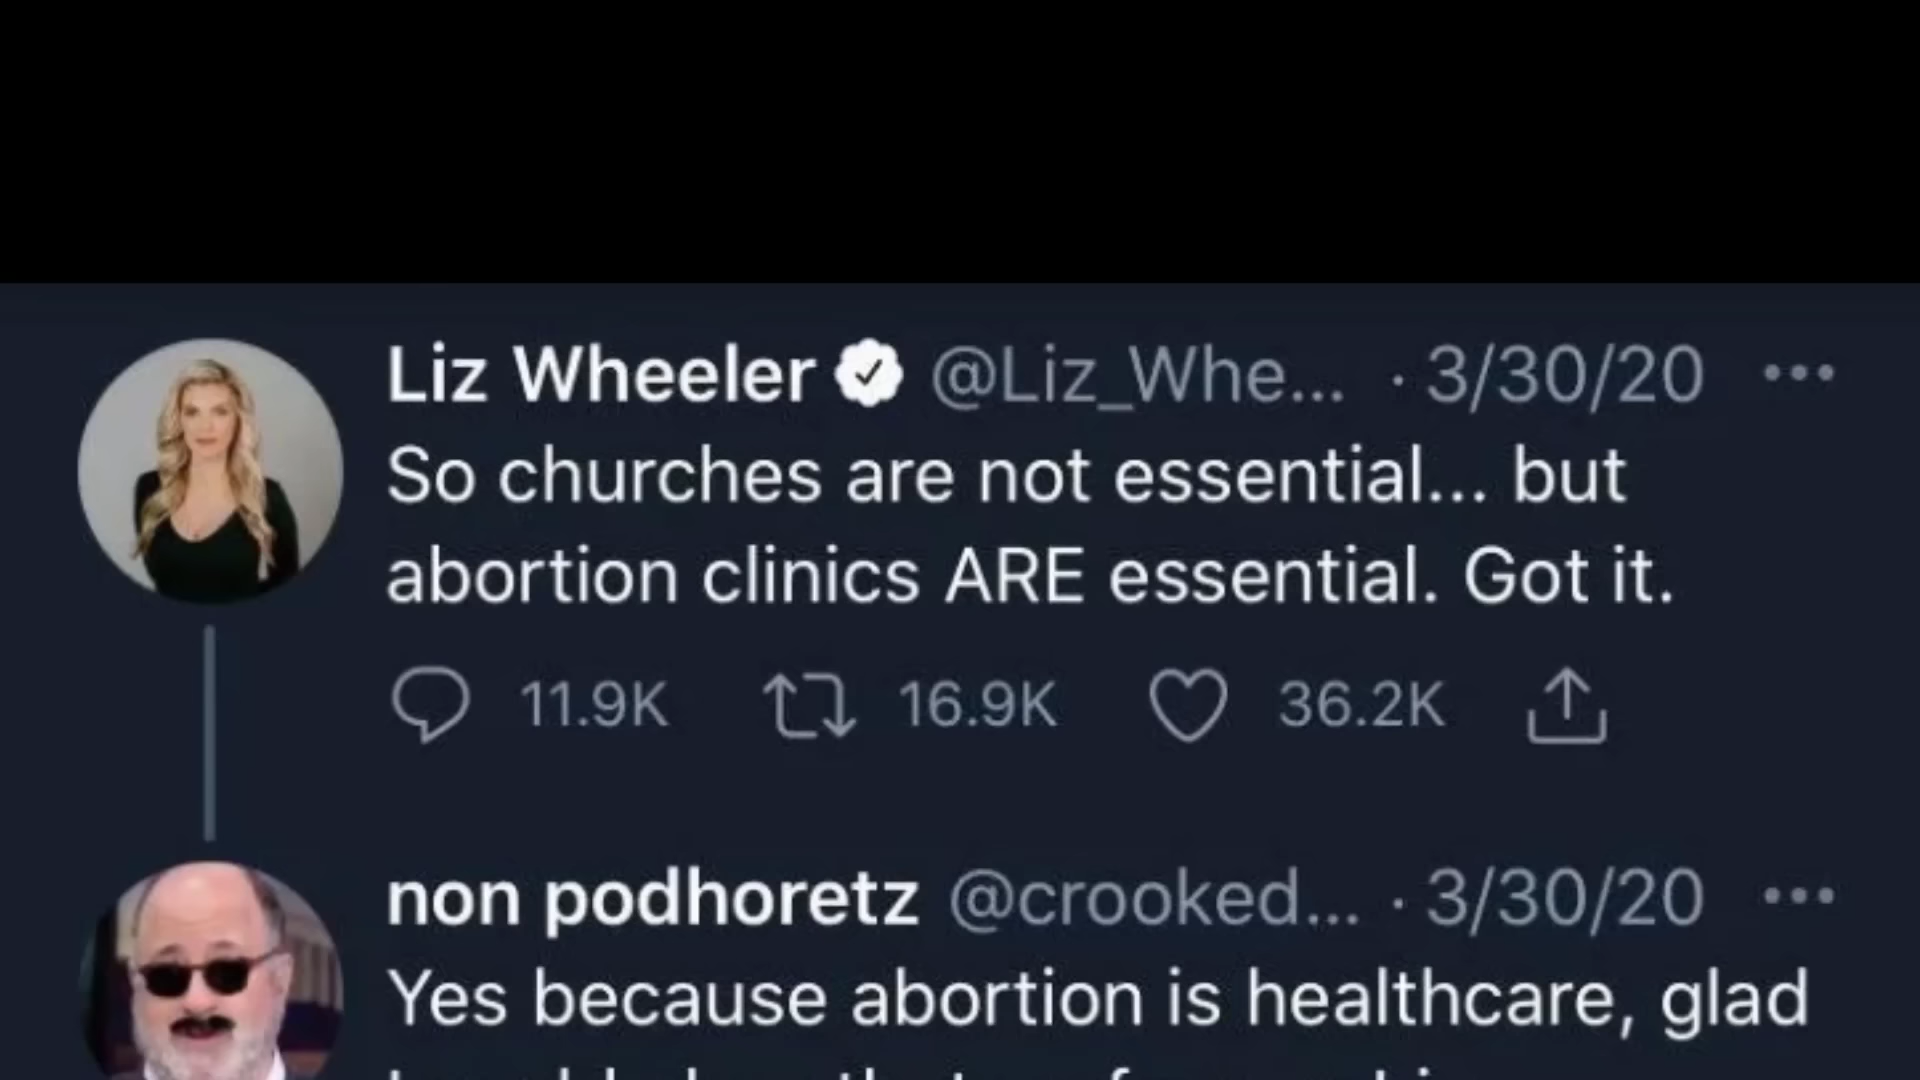 Liz Wheeler @Liz_Whe... · 3/30/20
So churches are not essential... but
abortion clinics ARE essential. Got it.
11.9K 16.9K 36.2K
non podhoretz @crooked... · 3/30/20
Yes because abortion is healthcare, glad